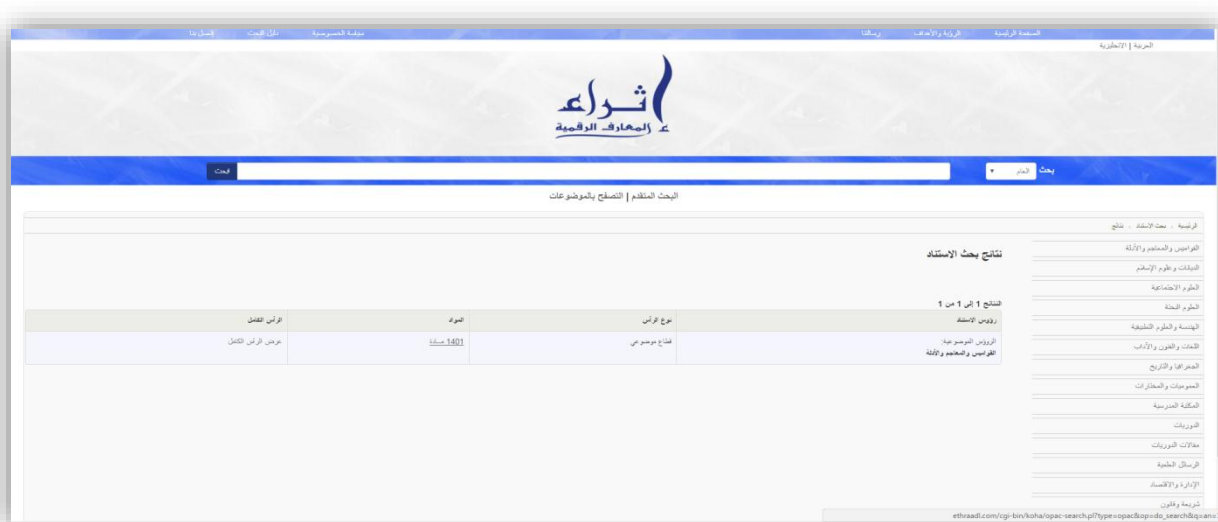 الصفحة الرئيسية الرؤية والأهداف رسالتنا سياسة الخصوصية دليل البحث إتصل بنا
العربية | الانجليزية
إثراء
المعارف الرقمية
بحث العام ابحث
البحث المتقدم | التصفح بالموضوعات
الرئيسية › بحث الاستناد › نتائج
القواميس والمعاجم والأدلة
الديانات وعلوم الإسلام
العلوم الاجتماعية
العلوم البحتة
الهندسة والعلوم التطبيقية
اللغات والفنون والآداب
الجغرافيا والتاريخ
العموميات والمختارات
المكتبة المدرسية
الدوريات
مقالات الدوريات
الرسائل العلمية
الإدارة والاقتصاد
شريعة وقانون
نتائج بحث الاستناد
النتائج 1 إلى 1 من 1
رؤوس الاستناد نوع الرأس المواد الرأس الكامل
الرؤوس الموضوعية: قطاع موضوعي 1401 مادة عرض الرأس الكامل
القواميس والمعاجم والأدلة
ethraadl.com/cgi-bin/koha/opac-search.pl?type=opac&op=do_search&q=an=